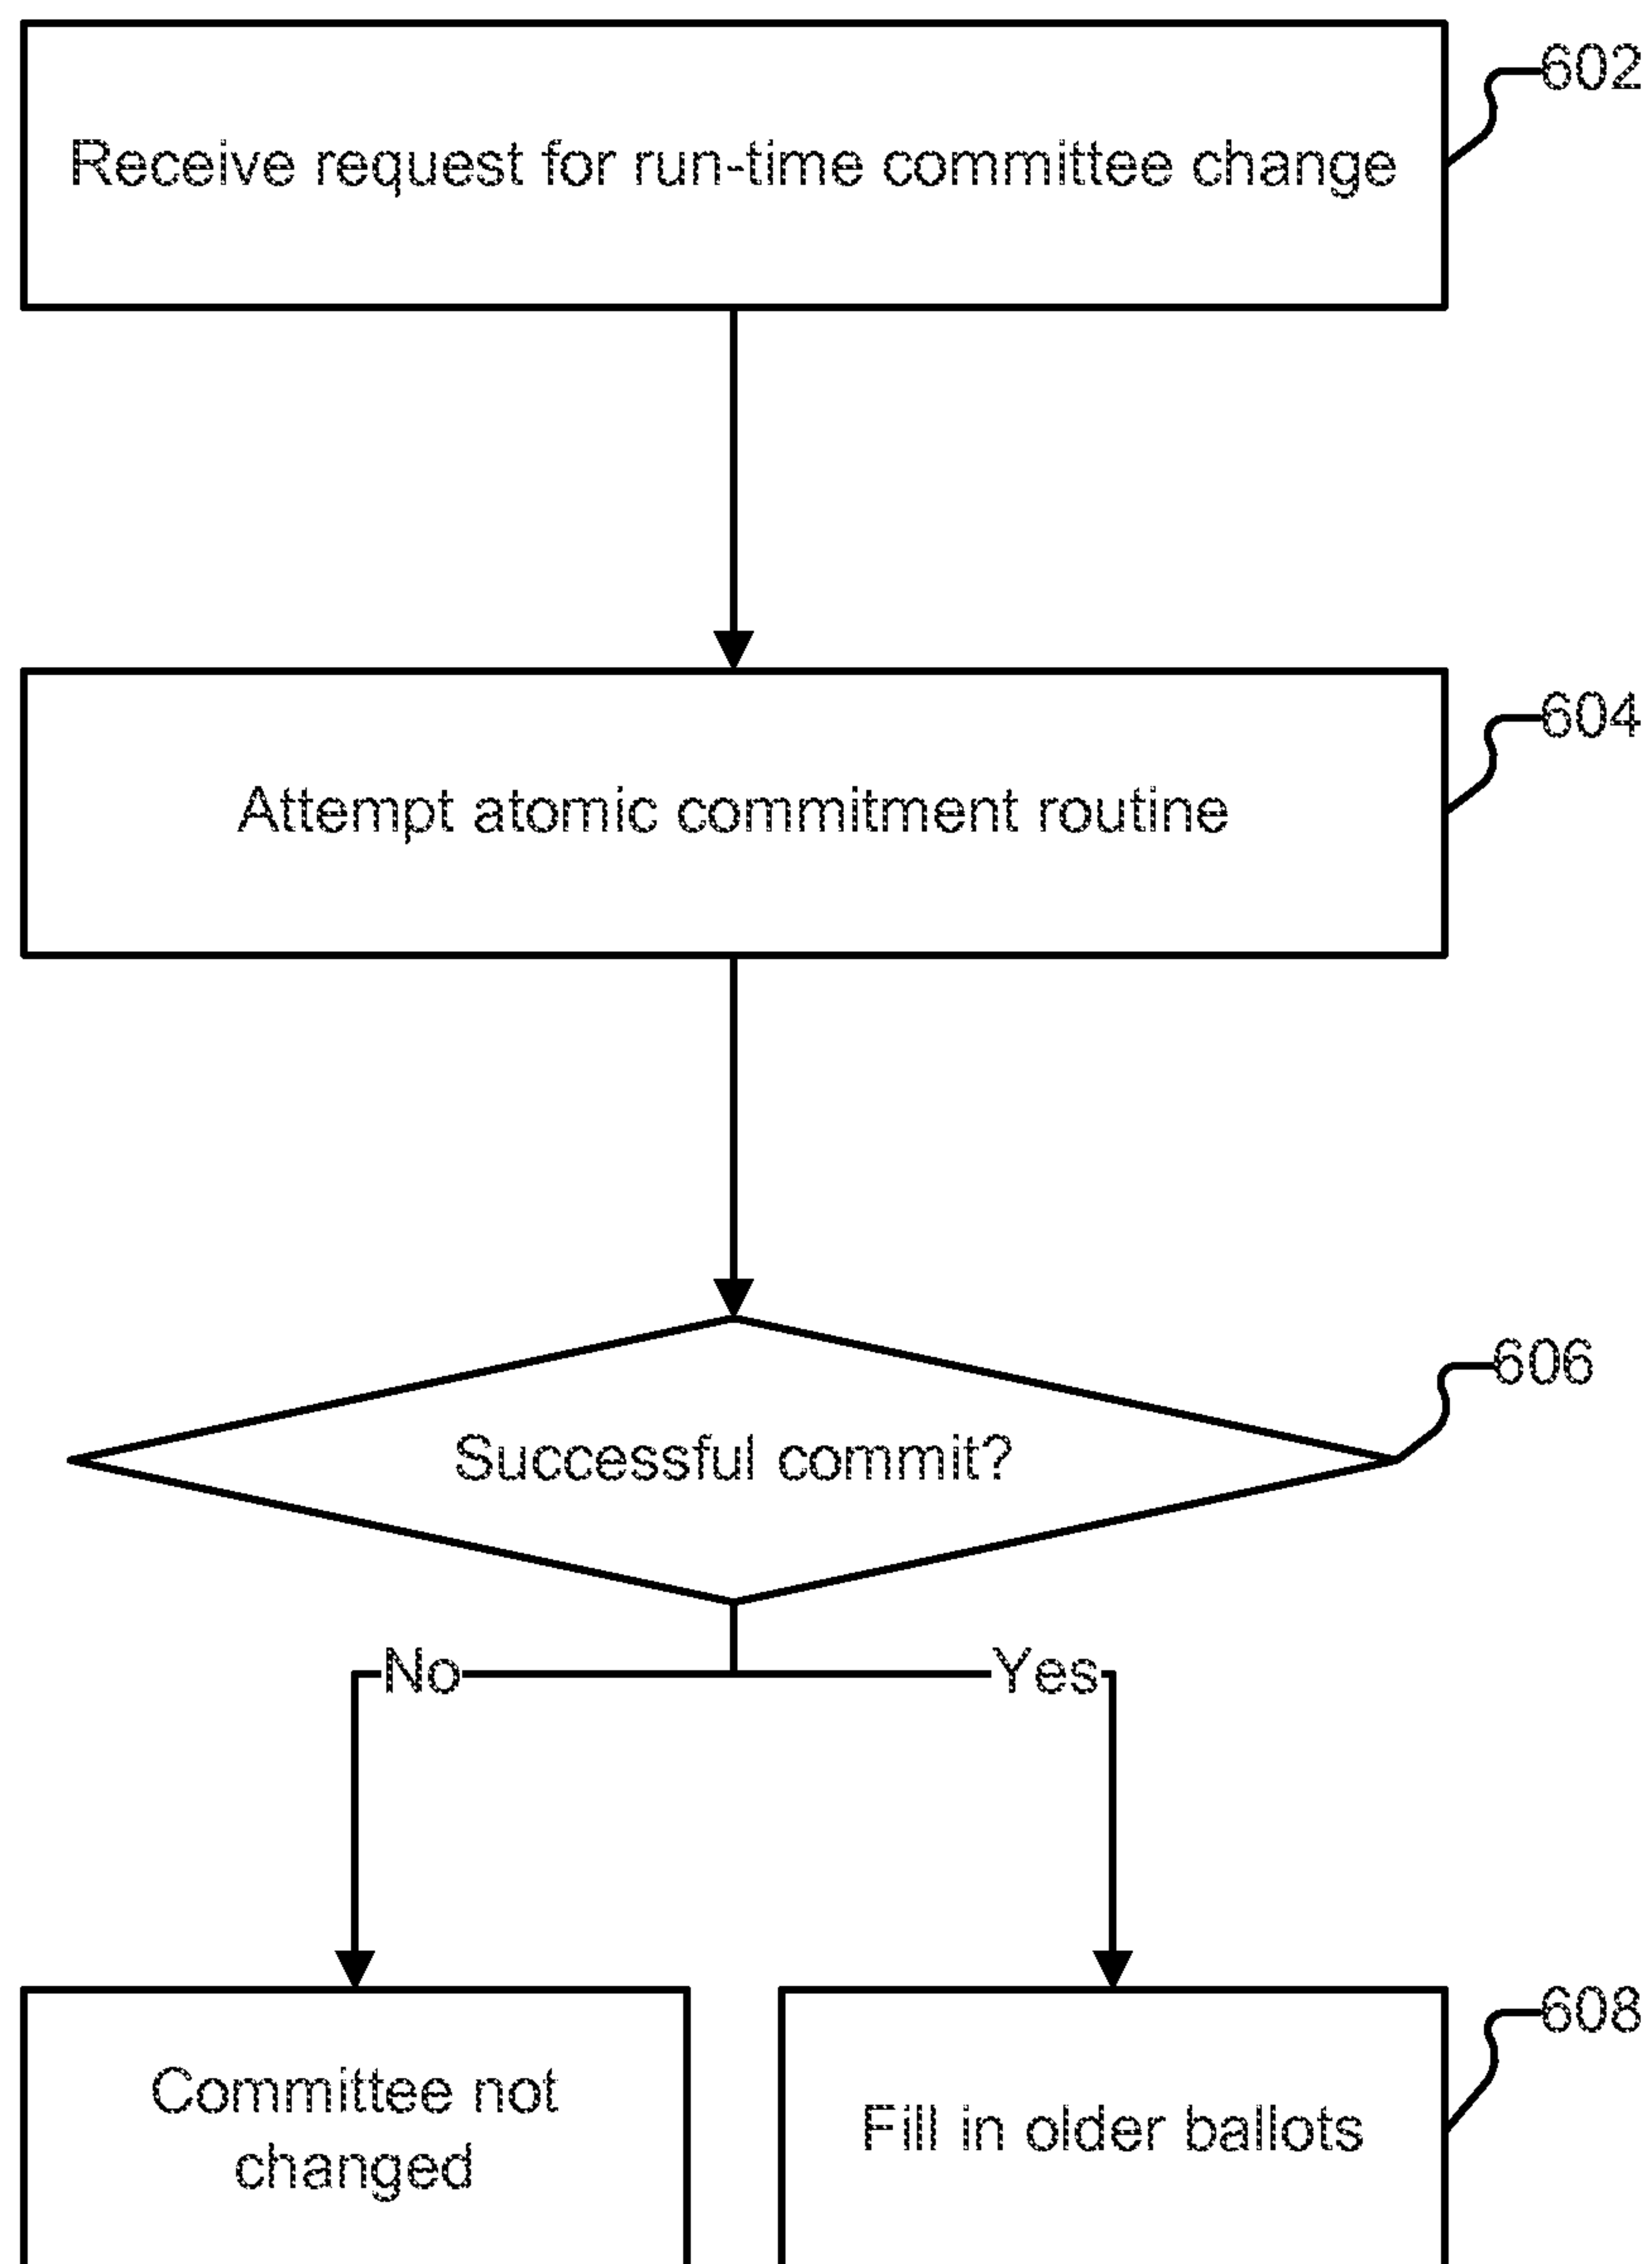 602
Receive request for run-time committee change
604
Attempt atomic commitment routine
606
Successful commit?
No
Yes
608
Committee not
changed
Fill in older ballots